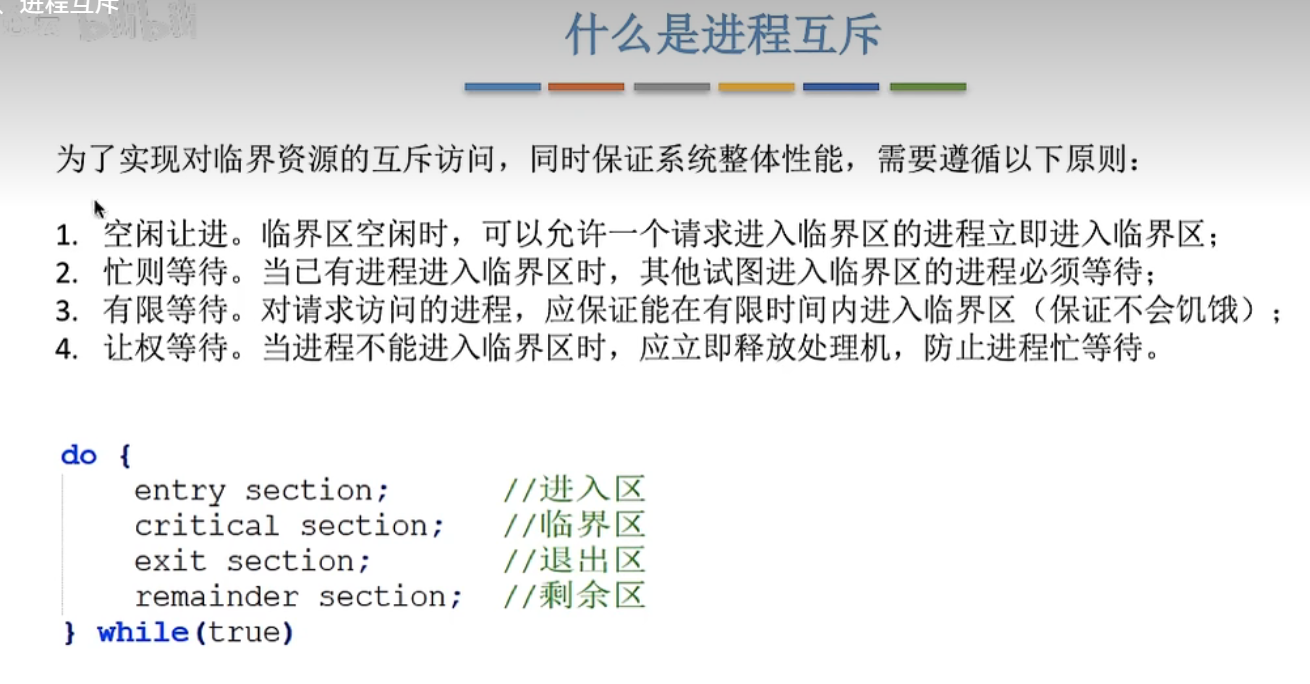 、进程互斥
什么是进程互斥
为了实现对临界资源的互斥访问，同时保证系统整体性能，需要遵循以下原则：
1. 空闲让进。临界区空闲时，可以允许一个请求进入临界区的进程立即进入临界区；
2. 忙则等待。当已有进程进入临界区时，其他试图进入临界区的进程必须等待；
3. 有限等待。对请求访问的进程，应保证能在有限时间内进入临界区（保证不会饥饿）；
4. 让权等待。当进程不能进入临界区时，应立即释放处理机，防止进程忙等待。
do {
entry section; //进入区
critical section; //临界区
exit section; //退出区
remainder section; //剩余区
} while(true)